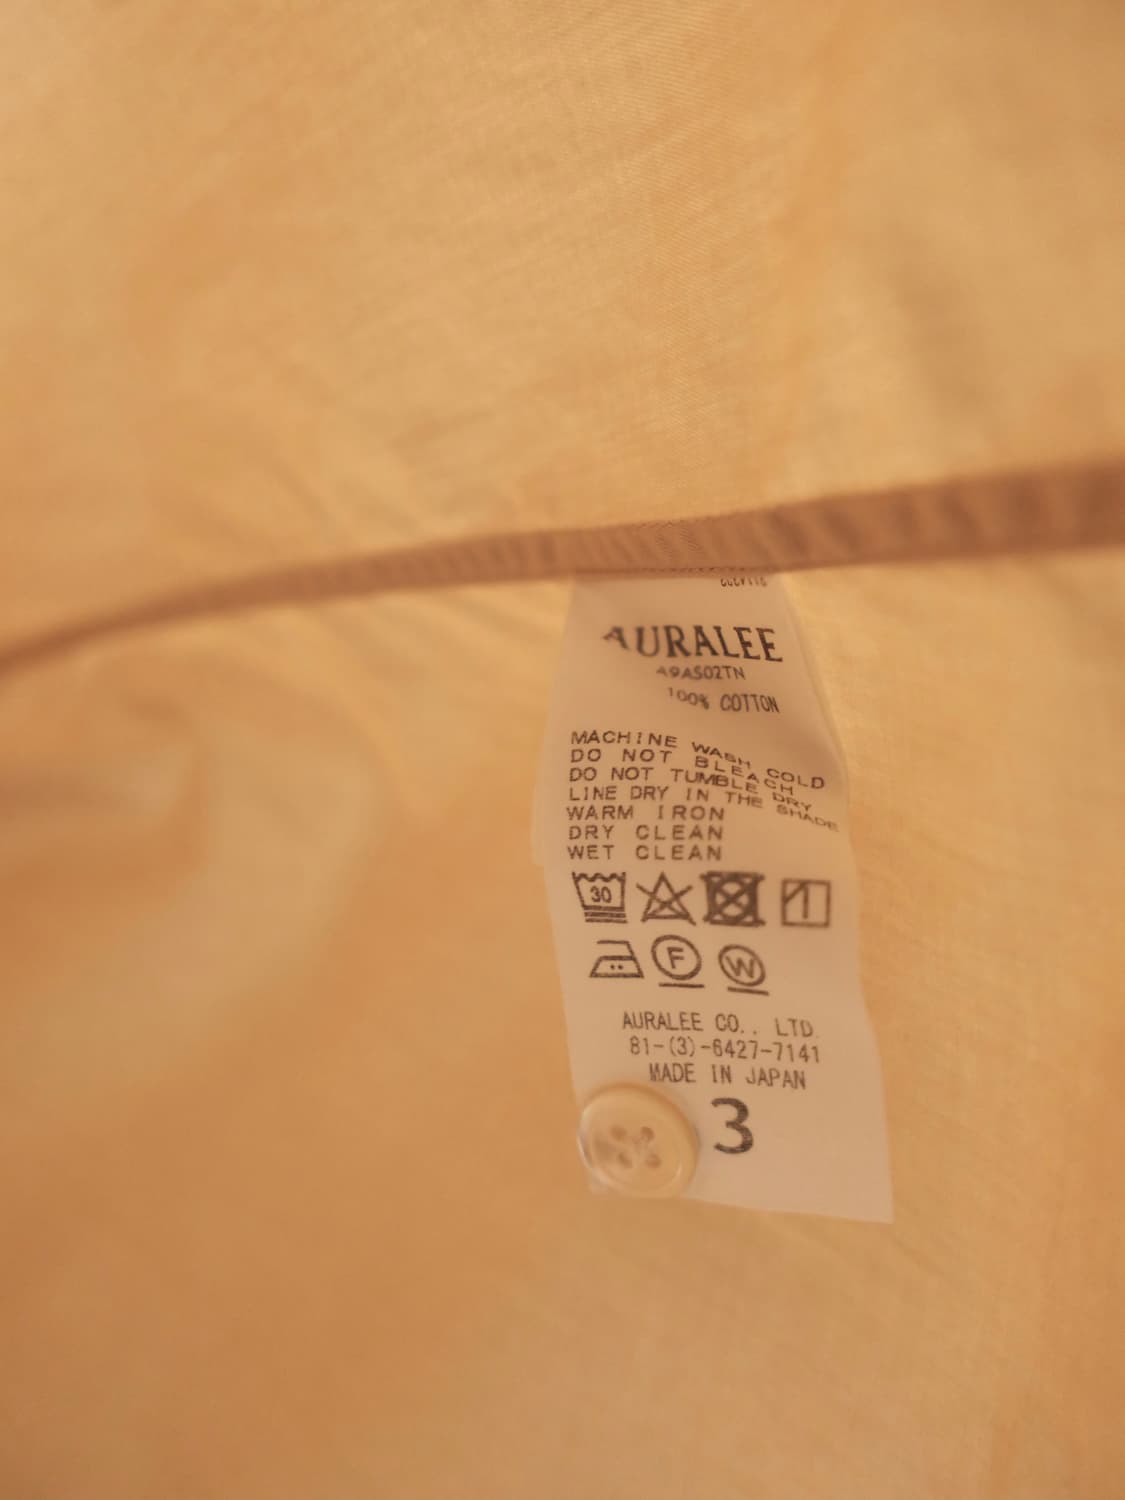 AURALEE
A9AS02TN
100% COTTON
MACHINE WASH COLD
DO NOT BLEACH
DO NOT TUMBLE DRY
LINE DRY IN THE SHADE
WARM IRON
DRY CLEAN
WET CLEAN
30
F W
AURALEE CO., LTD.
81-(3)-6427-7141
MADE IN JAPAN
3